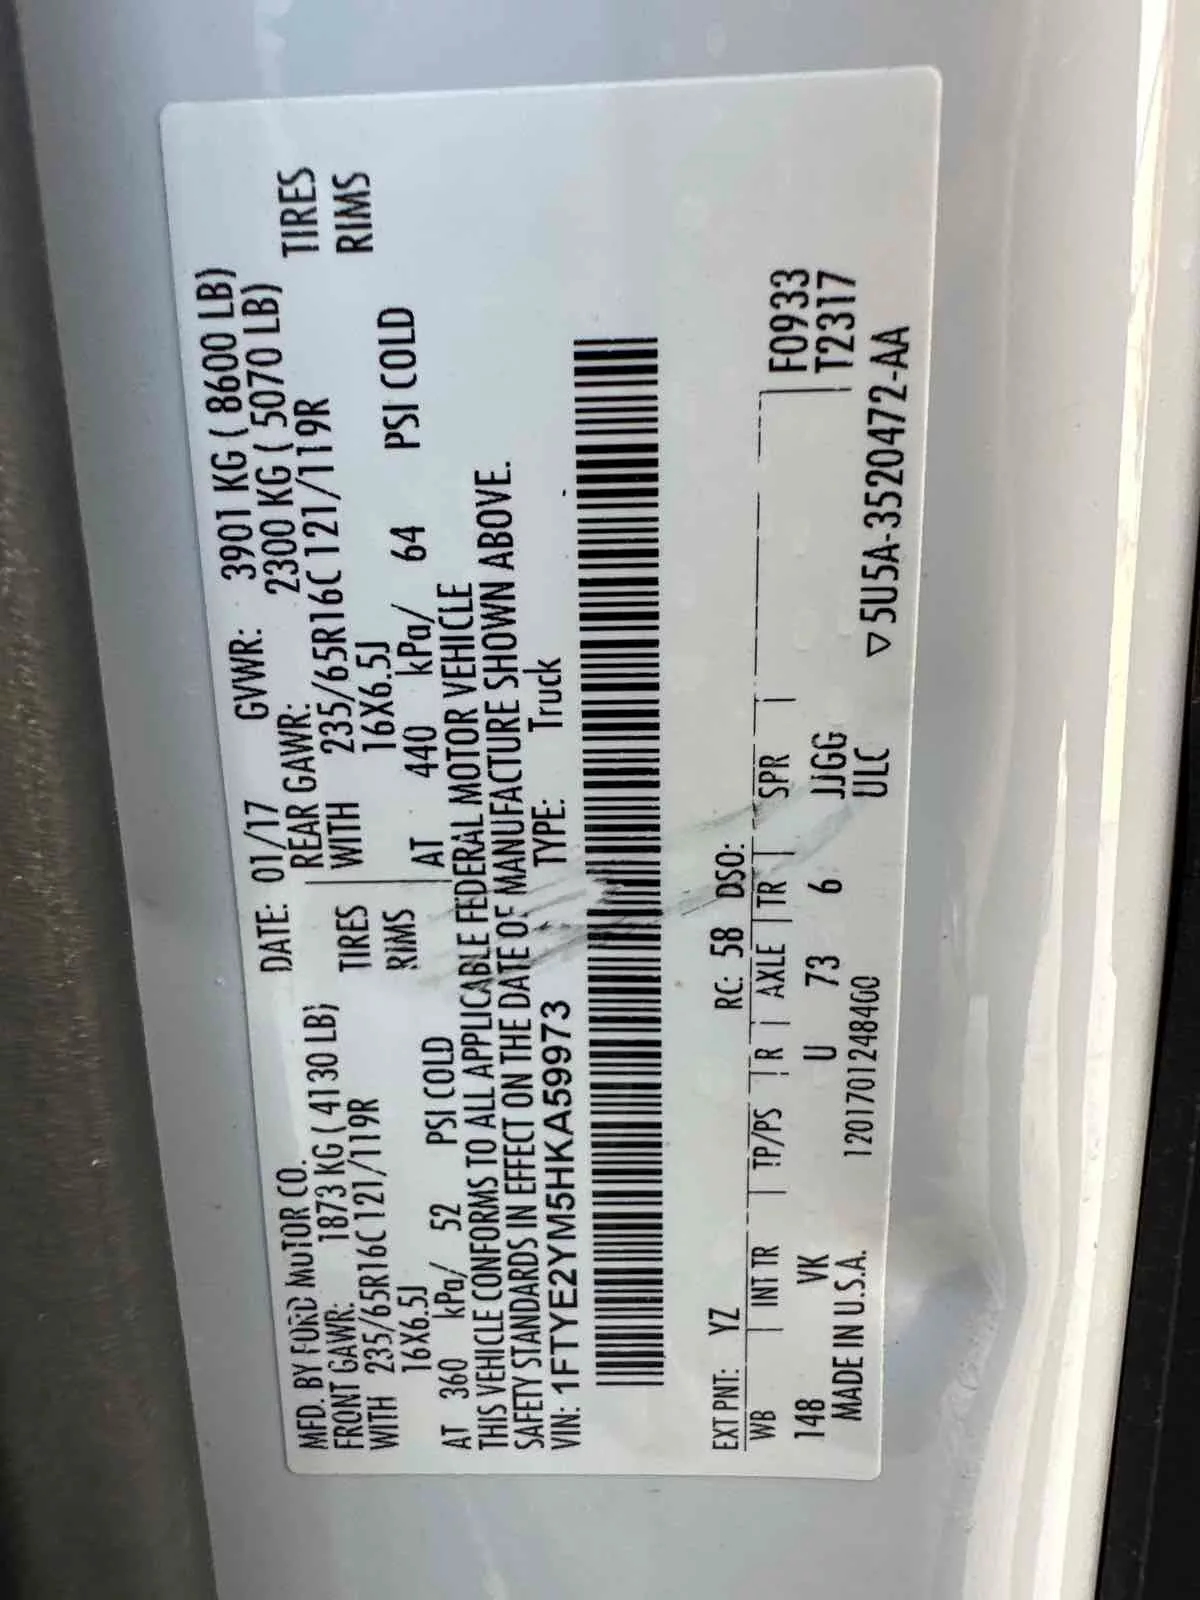 MFD. BY FORD MOTOR CO. DATE: 01/17 GVWR: 3901 KG ( 8600 LB)
FRONT GAWR: 1873 KG ( 4130 LB) REAR GAWR: 2300 KG ( 5070 LB)
WITH 235/65R16C 121/119R TIRES WITH 235/65R16C 121/119R TIRES
16X6.5J RIMS 16X6.5J RIMS
AT 360 kPa/ 52 PSI COLD AT 440 kPa/ 64 PSI COLD
THIS VEHICLE CONFORMS TO ALL APPLICABLE FEDERAL MOTOR VEHICLE
SAFETY STANDARDS IN EFFECT ON THE DATE OF MANUFACTURE SHOWN ABOVE.
VIN: 1FTYE2YM5HKA59973 TYPE: Truck
EXT PNT: YZ RC: 58 DSO:
WB INT TR TP/PS R AXLE TR SPR F0933
148 VK U 73 6 JJGG T2317
MADE IN U.S.A. 12017012484G0 ULC ▽5U5A-3520472-AA